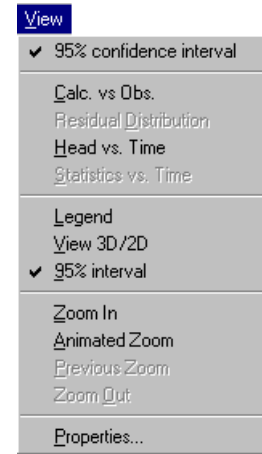 View
95% confidence interval
Calc. vs Obs.
Residual Distribution
Head vs. Time
Statistics vs. Time
Legend
View 3D/2D
95% interval
Zoom In
Animated Zoom
Previous Zoom
Zoom Out
Properties...